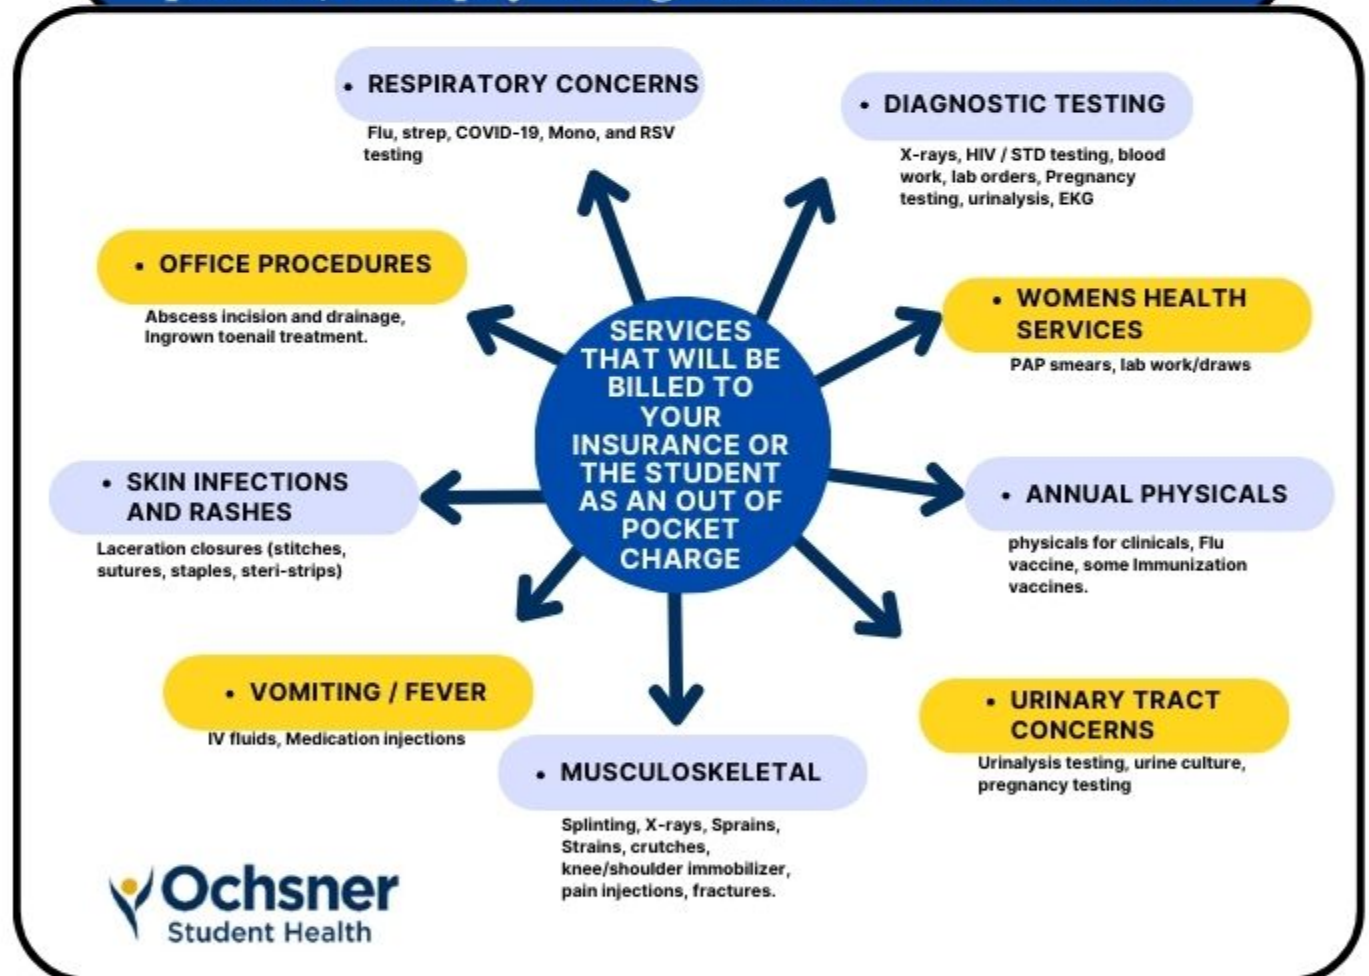 • RESPIRATORY CONCERNS
Flu, strep, COVID-19, Mono, and RSV
testing
• DIAGNOSTIC TESTING
X-rays, HIV / STD testing, blood
work, lab orders, Pregnancy
testing, urinalysis, EKG
• OFFICE PROCEDURES
Abscess incision and drainage,
Ingrown toenail treatment.
• WOMENS HEALTH
SERVICES
PAP smears, lab work/draws
SERVICES
THAT WILL BE
BILLED TO
YOUR
INSURANCE OR
THE STUDENT
AS AN OUT OF
POCKET
CHARGE
• SKIN INFECTIONS
AND RASHES
Laceration closures (stitches,
sutures, staples, steri-strips)
• ANNUAL PHYSICALS
physicals for clinicals, Flu
vaccine, some Immunization
vaccines.
• VOMITING / FEVER
IV fluids, Medication injections
• URINARY TRACT
CONCERNS
Urinalysis testing, urine culture,
pregnancy testing
• MUSCULOSKELETAL
Splinting, X-rays, Sprains,
Strains, crutches,
knee/shoulder immobilizer,
pain injections, fractures.
Ochsner
Student Health